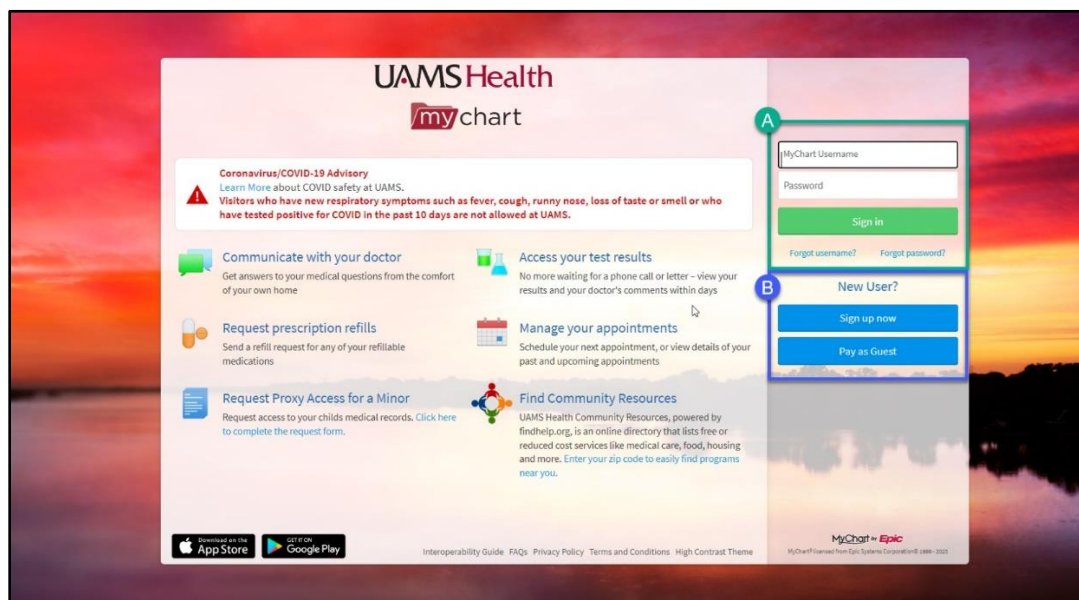 UAMS Health
my chart
Coronavirus/COVID-19 Advisory
Learn More about COVID safety at UAMS.
Visitors who have new respiratory symptoms such as fever, cough, runny nose, loss of taste or smell or who
have tested positive for COVID in the past 10 days are not allowed at UAMS.
Communicate with your doctor
Get answers to your medical questions from the comfort
of your own home
Access your test results
No more waiting for a phone call or letter – view your
results and your doctor's comments within days
Request prescription refills
Send a refill request for any of your refillable
medications
Manage your appointments
Schedule your next appointment, or view details of your
past and upcoming appointments
Request Proxy Access for a Minor
Request access to your childs medical records. Click here
to complete the request form.
Find Community Resources
UAMS Health Community Resources, powered by
findhelp.org, is an online directory that lists free or
reduced cost services like medical care, food, housing
and more. Enter your zip code to easily find programs
near you.
A
MyChart Username
Password
Sign in
Forgot username? Forgot password?
B
New User?
Sign up now
Pay as Guest
Download on the
App Store
GET IT ON
Google Play
Interoperability Guide FAQs Privacy Policy Terms and Conditions High Contrast Theme
MyChart by Epic
MyChart® licensed from Epic Systems Corporation© 1999 -